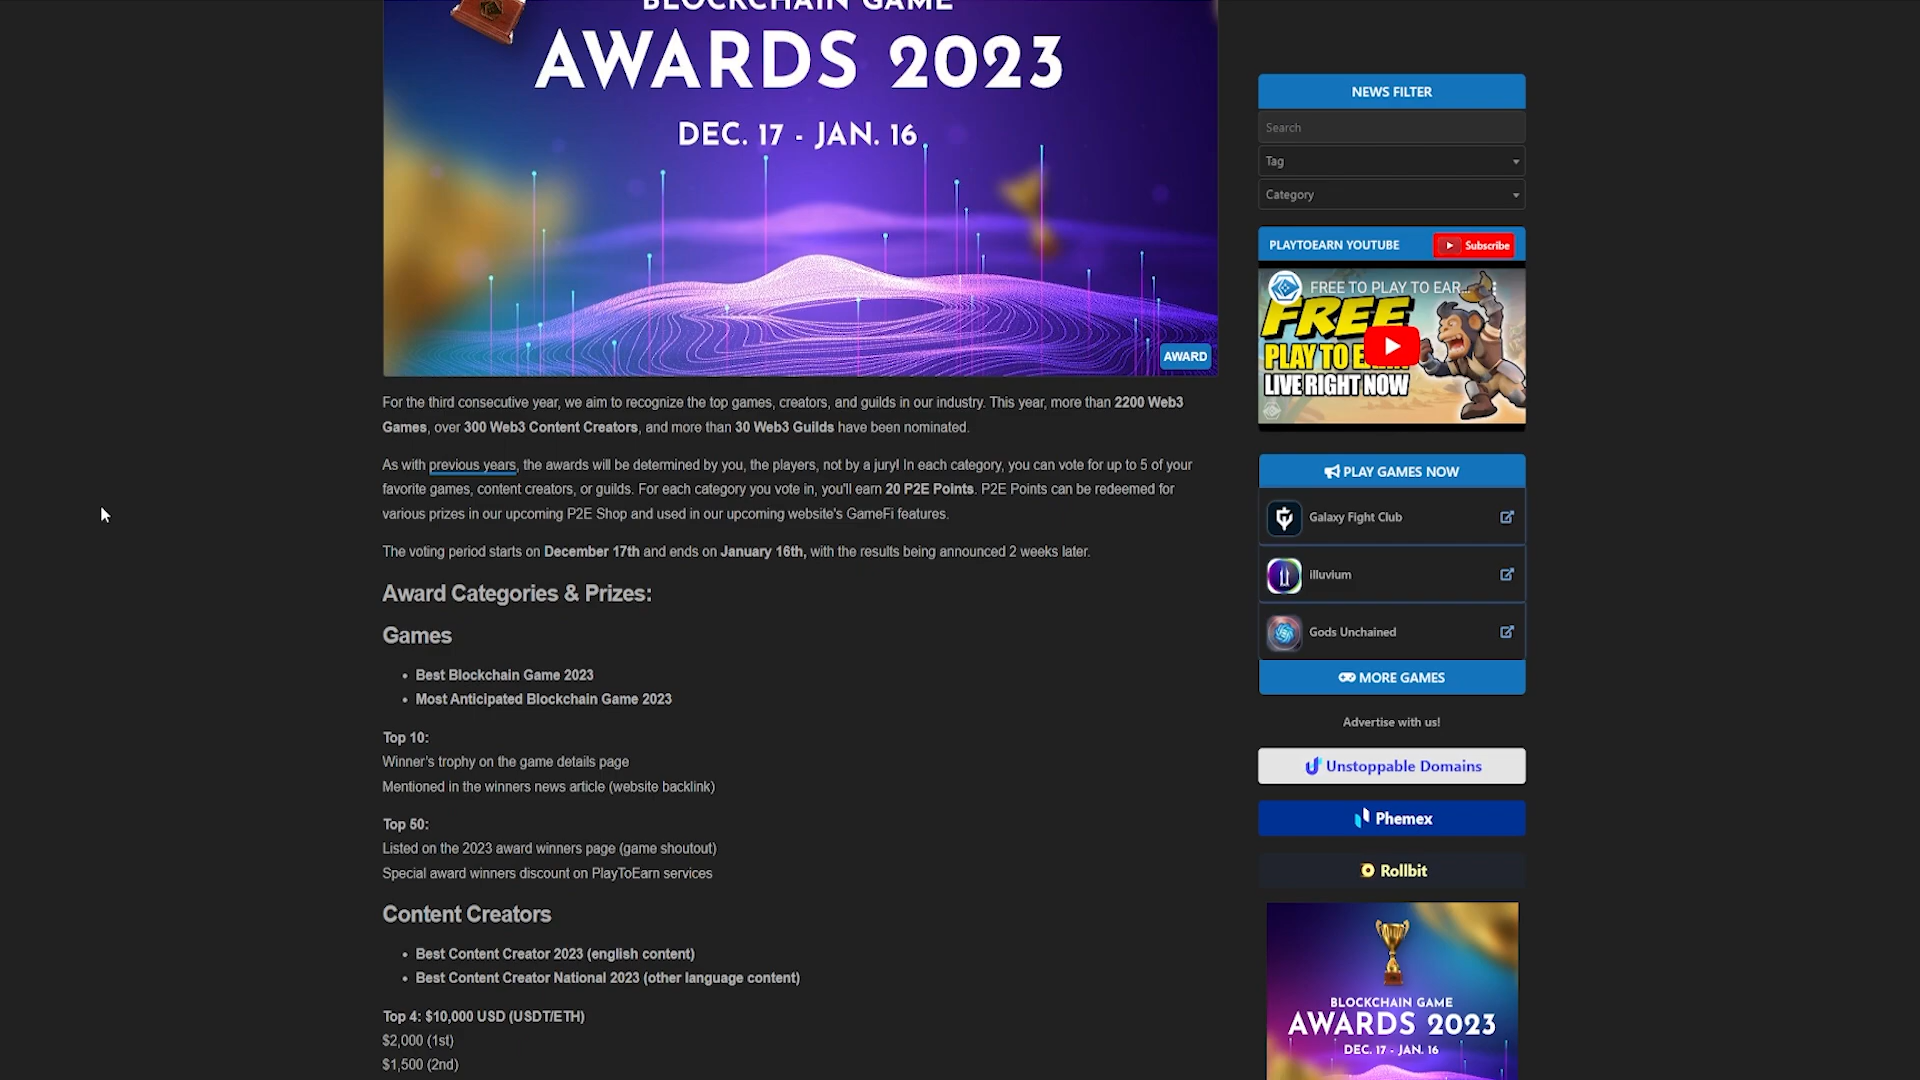 BLOCKCHAIN GAME
AWARDS 2023
DEC. 17 - JAN. 16
AWARD
For the third consecutive year, we aim to recognize the top games, creators, and guilds in our industry. This year, more than 2200 Web3
Games, over 300 Web3 Content Creators, and more than 30 Web3 Guilds have been nominated.
As with previous years, the awards will be determined by you, the players, not by a jury! In each category, you can vote for up to 5 of your
favorite games, content creators, or guilds. For each category you vote in, you'll earn 20 P2E Points. P2E Points can be redeemed for
various prizes in our upcoming P2E Shop and used in our upcoming website's GameFi features.
The voting period starts on December 17th and ends on January 16th, with the results being announced 2 weeks later.
Award Categories & Prizes:
Games
• Best Blockchain Game 2023
• Most Anticipated Blockchain Game 2023
Top 10:
Winner's trophy on the game details page
Mentioned in the winners news article (website backlink)
Top 50:
Listed on the 2023 award winners page (game shoutout)
Special award winners discount on PlayToEarn services
Content Creators
• Best Content Creator 2023 (english content)
• Best Content Creator National 2023 (other language content)
Top 4: $10,000 USD (USDT/ETH)
$2,000 (1st)
$1,500 (2nd)
NEWS FILTER
Search
Tag
Category
PLAYTOEARN YOUTUBE
Subscribe
FREE TO PLAY TO EAR...
FREE
PLAY TO
LIVE RIGHT NOW
PLAY GAMES NOW
Galaxy Fight Club
illuvium
Gods Unchained
MORE GAMES
Advertise with us!
Unstoppable Domains
Phemex
Rollbit
BLOCKCHAIN GAME
AWARDS 2023
DEC. 17 - JAN. 16